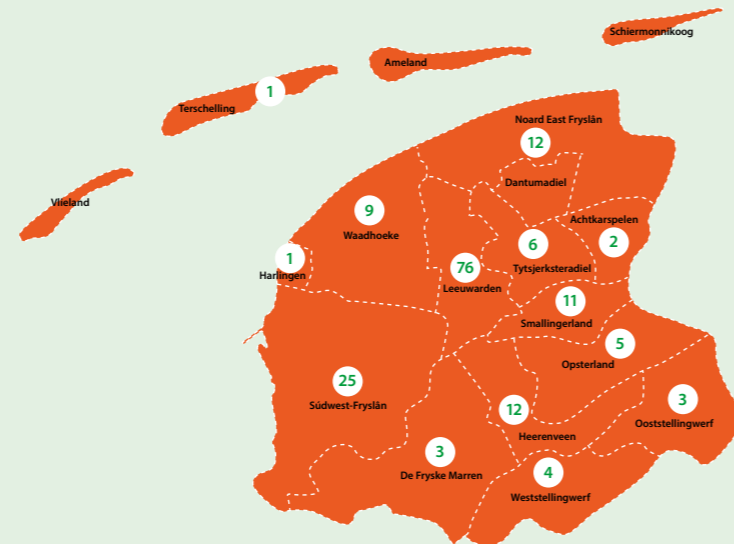 Schiermonnikoog
Ameland
1
Terschelling
Noard East Fryslân
12
Dantumadiel
Vlieland
9
Waadhoeke
Achtkarspelen
2
6
Tytsjerksteradiel
1
Harlingen
76
Leeuwarden
11
Smallingerland
5
Opsterland
25
Súdwest-Fryslân
3
Ooststellingwerf
12
Heerenveen
3
De Fryske Marren
4
Weststellingwerf